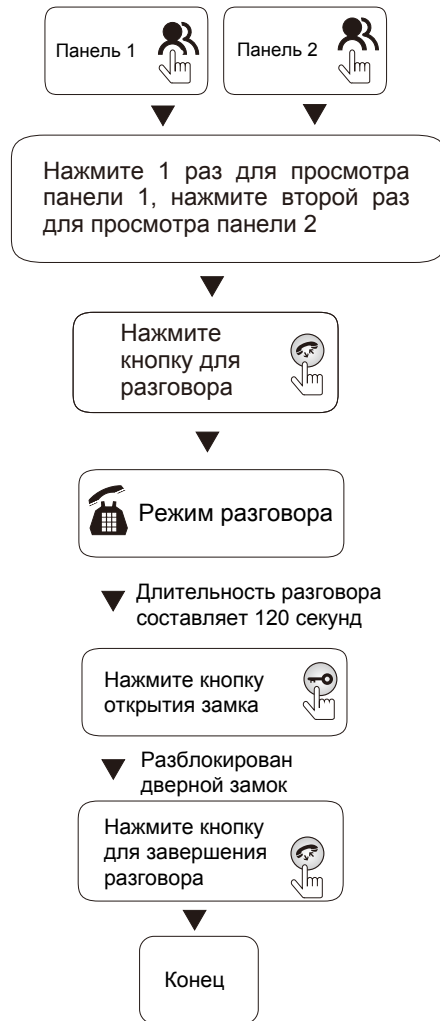 Панель 1
Панель 2
Нажмите 1 раз для просмотра
панели 1, нажмите второй раз
для просмотра панели 2
Нажмите
кнопку для
разговора
Режим разговора
Длительность разговора
составляет 120 секунд
Нажмите кнопку
открытия замка
Разблокирован
дверной замок
Нажмите кнопку
для завершения
разговора
Конец